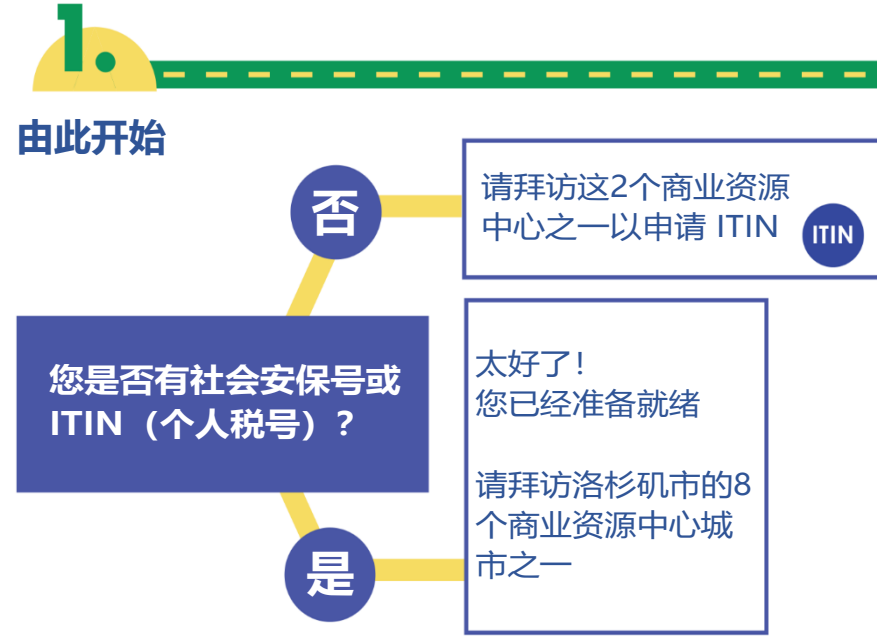 1.
由此开始
否
请拜访这2个商业资源
中心之一以申请 ITIN
ITIN
您是否有社会安保号或
ITIN（个人税号）？
太好了！
您已经准备就绪
请拜访洛杉矶市的8
个商业资源中心城
市之一
是